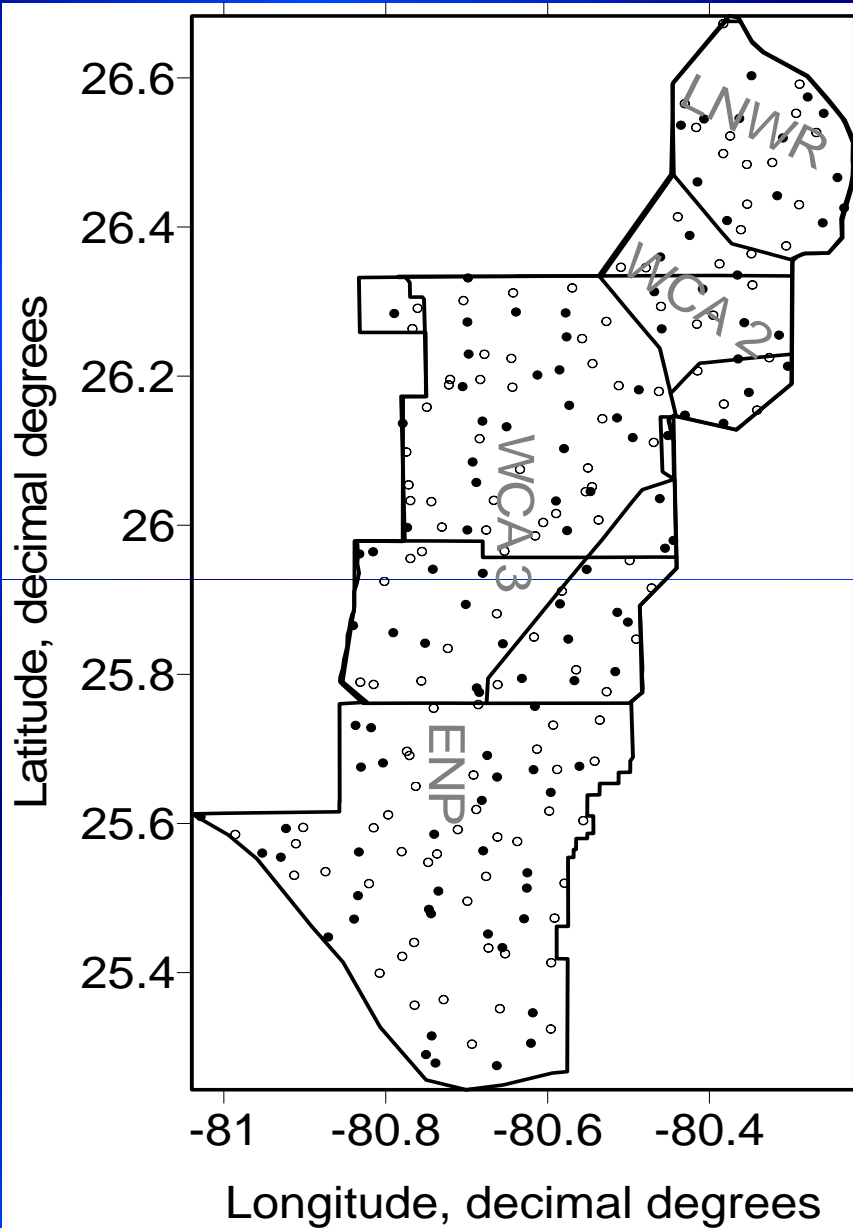 LNWR
26.6
26.4
WCA 2
26.2
WCA 3
26
25.8
ENP
25.6
25.4
-81
-80.8
-80.6
-80.4
Latitude, decimal degrees
Longitude, decimal degrees